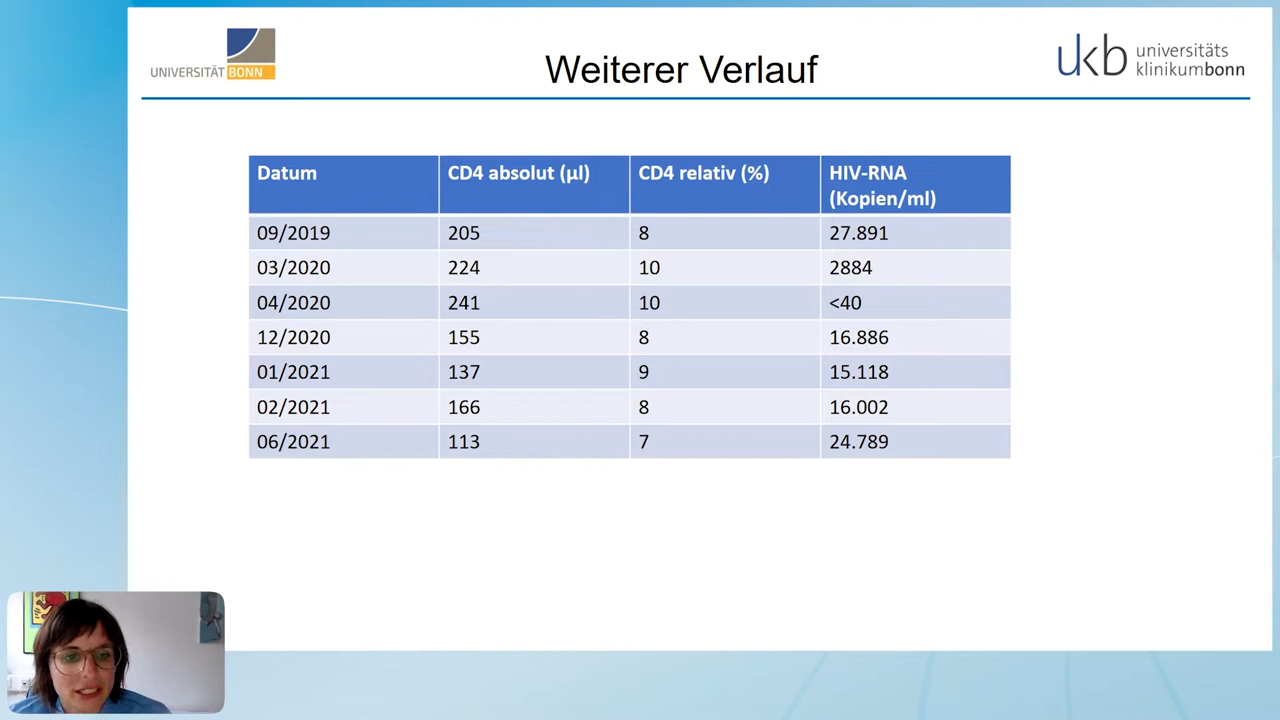 UNIVERSITÄT BONN
Weiterer Verlauf
ukb universitäts
klinikumbonn
Datum CD4 absolut (µl) CD4 relativ (%) HIV-RNA
(Kopien/ml)
09/2019 205 8 27.891
03/2020 224 10 2884
04/2020 241 10 <40
12/2020 155 8 16.886
01/2021 137 9 15.118
02/2021 166 8 16.002
06/2021 113 7 24.789